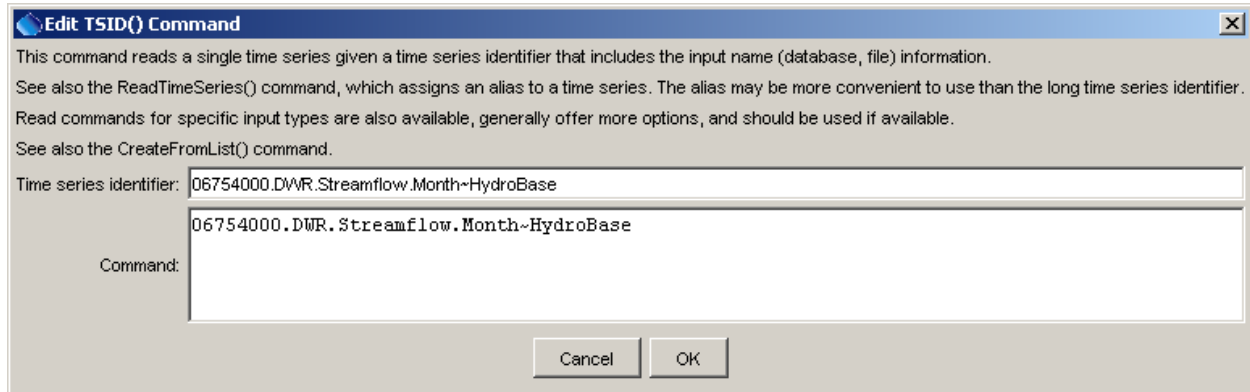 Edit TSID() Command
This command reads a single time series given a time series identifier that includes the input name (database, file) information.
See also the ReadTimeSeries() command, which assigns an alias to a time series. The alias may be more convenient to use than the long time series identifier.
Read commands for specific input types are also available, generally offer more options, and should be used if available.
See also the CreateFromList() command.
Time series identifier: 06754000.DWR.Streamflow.Month~HydroBase
06754000.DWR.Streamflow.Month~HydroBase
Command:
Cancel OK